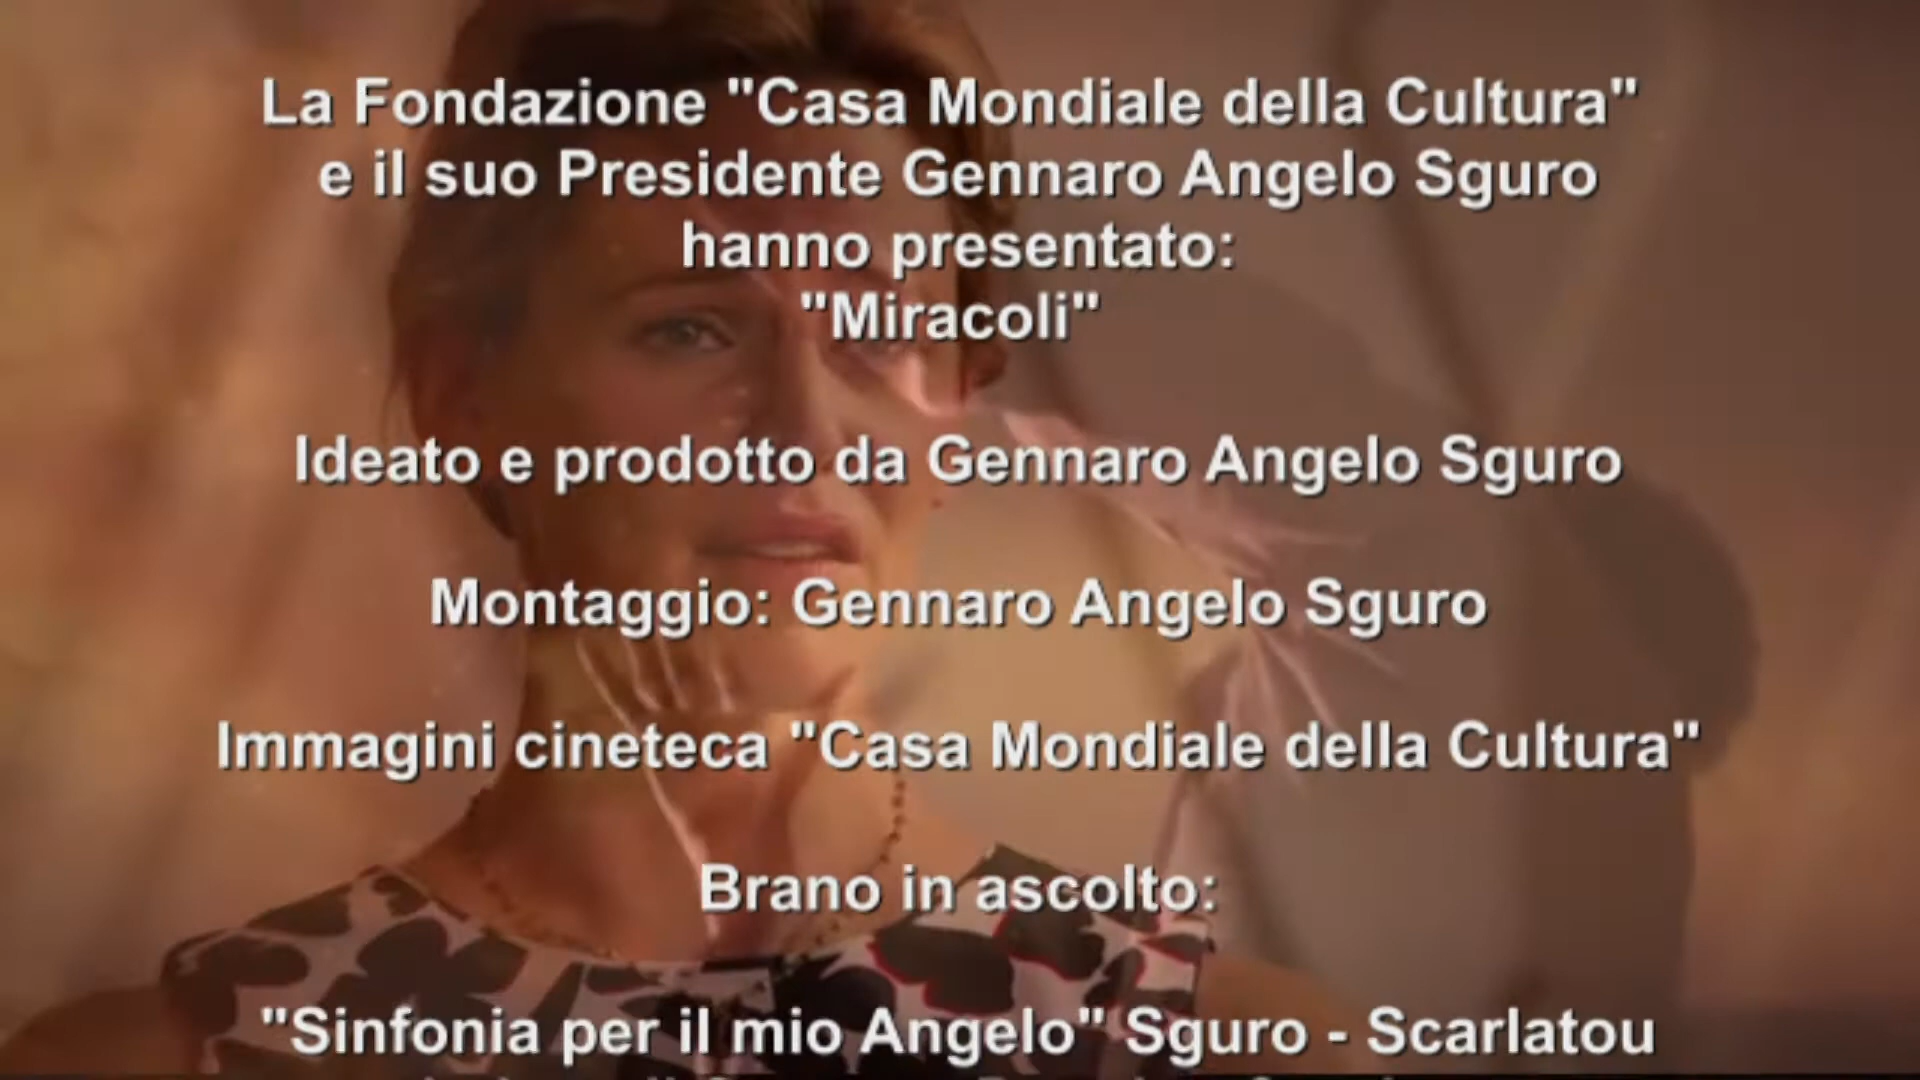 La Fondazione "Casa Mondiale della Cultura"
e il suo Presidente Gennaro Angelo Sguro
hanno presentato:
"Miracoli"
Ideato e prodotto da Gennaro Angelo Sguro
Montaggio: Gennaro Angelo Sguro
Immagini cineteca "Casa Mondiale della Cultura"
Brano in ascolto:
"Sinfonia per il mio Angelo" Sguro - Scarlatou